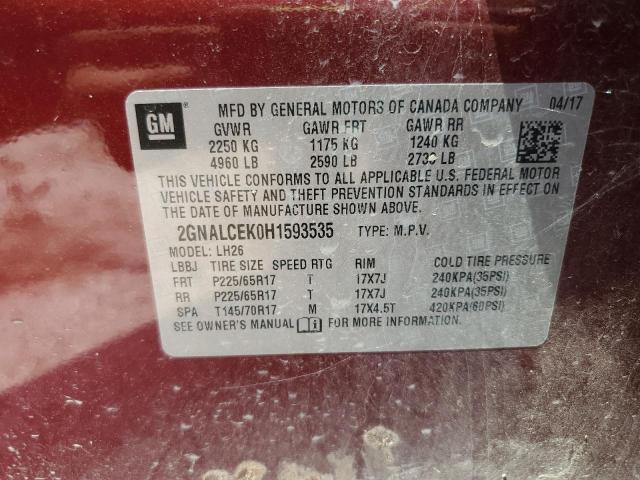 GM
MFD BY GENERAL MOTORS OF CANADA COMPANY 04/17
GVWR GAWR FRT GAWR RR
2250 KG 1175 KG 1240 KG
4960 LB 2590 LB 2733 LB
THIS VEHICLE CONFORMS TO ALL APPLICABLE U.S. FEDERAL MOTOR
VEHICLE SAFETY AND THEFT PREVENTION STANDARDS IN EFFECT ON
THE DATE OF MANUFACTURE SHOWN ABOVE.
2GNALCEK0H1593535 TYPE: M.P.V.
MODEL: LH26
LBBJ TIRE SIZE SPEED RTG RIM COLD TIRE PRESSURE
FRT P225/65R17 T 17X7J 240KPA(35PSI)
RR P225/65R17 T 17X7J 240KPA(35PSI)
SPA T145/70R17 M 17X4.5T 420KPA(60PSI)
SEE OWNER'S MANUAL FOR MORE INFORMATION.